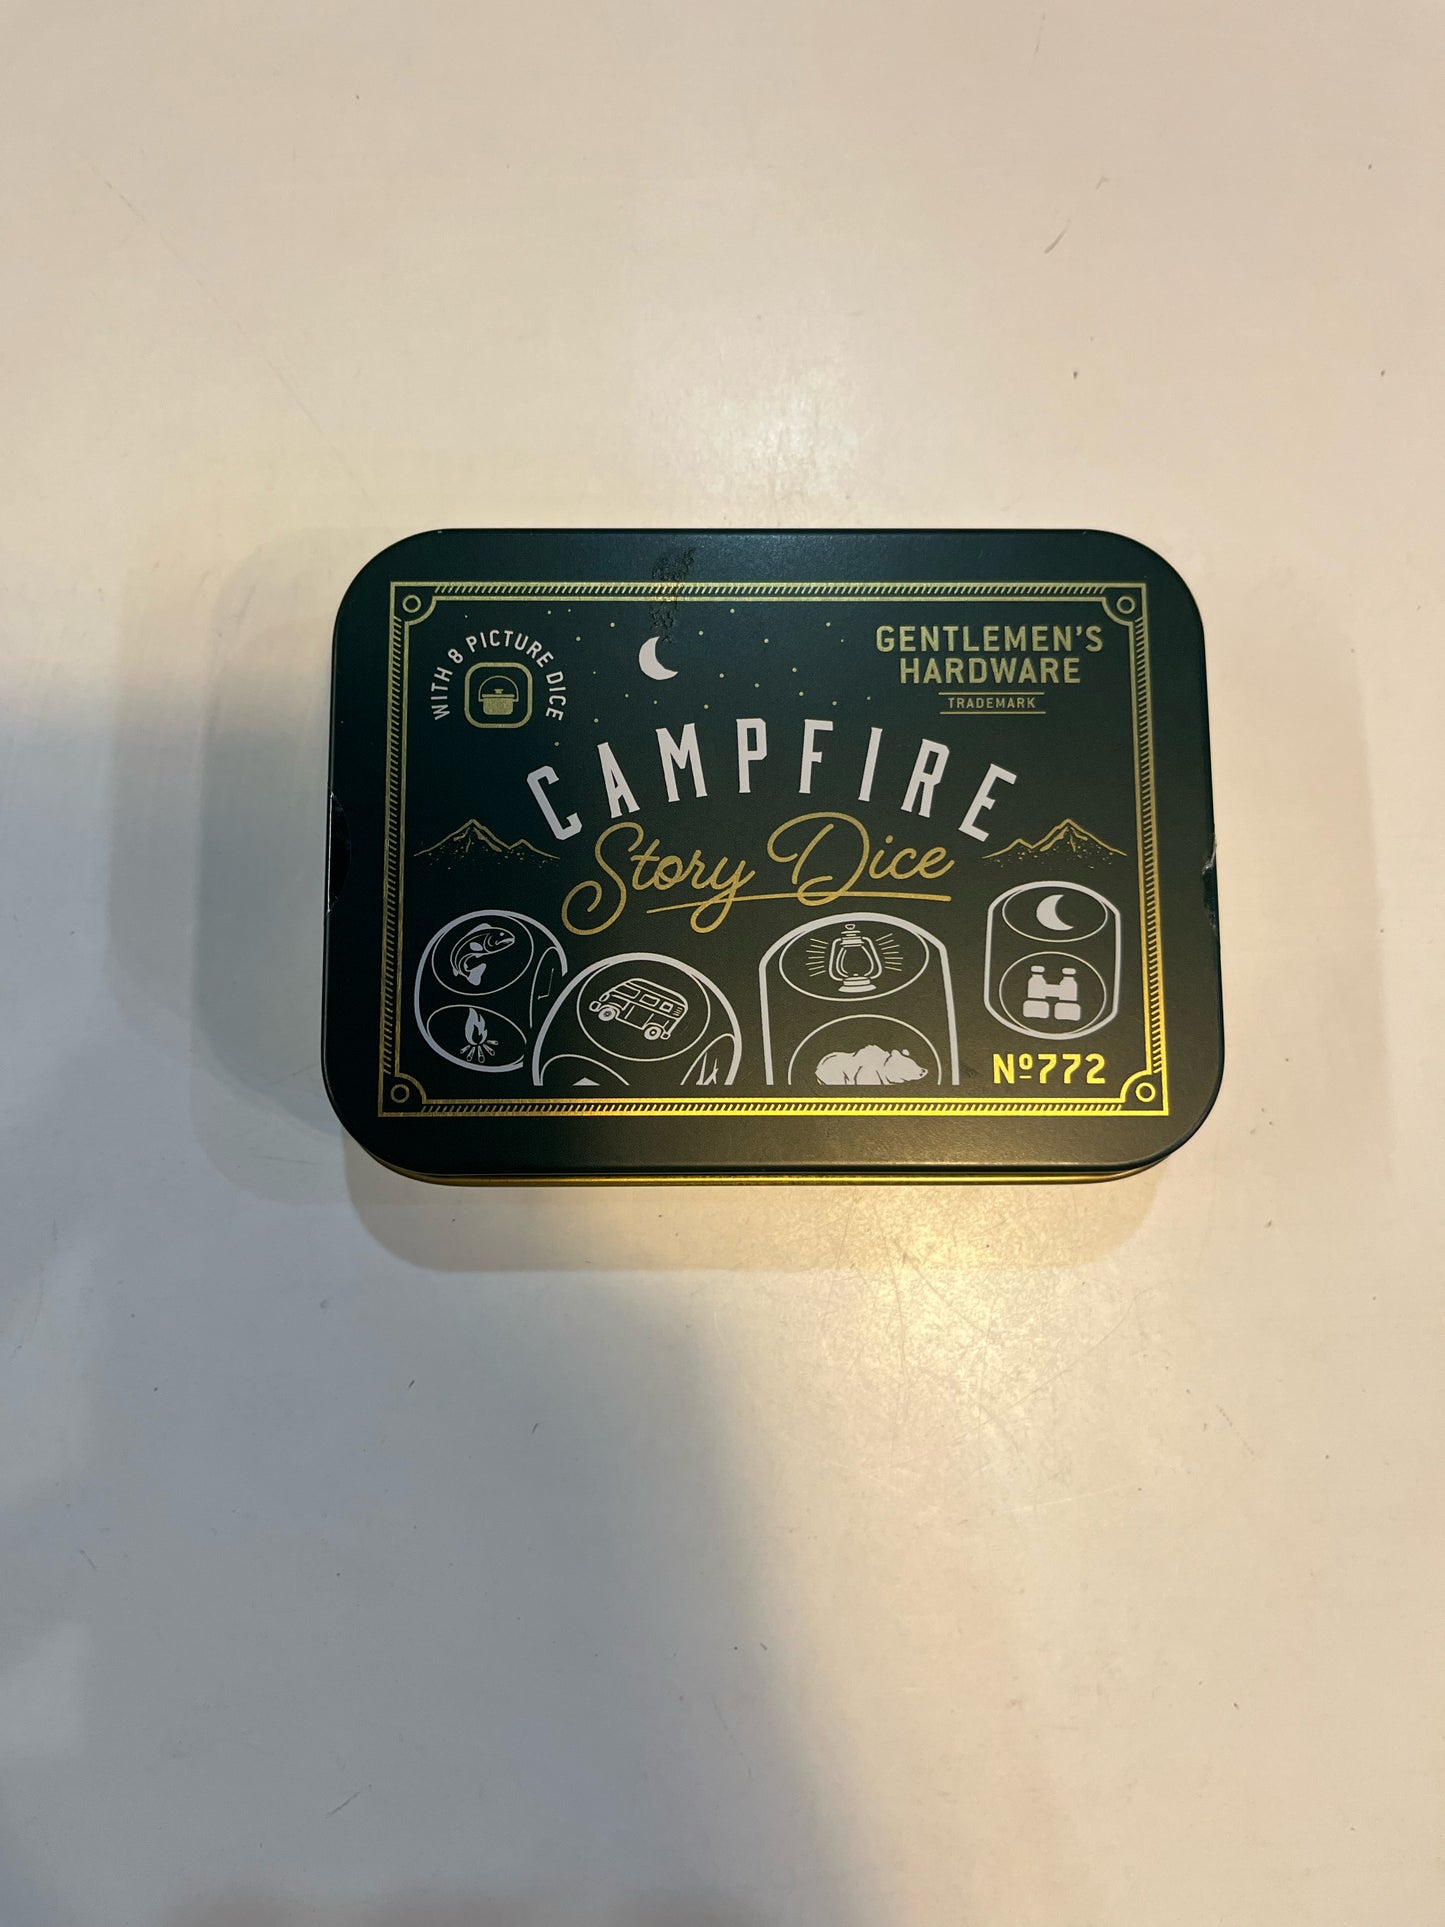 WITH 8 PICTURE DICE
GENTLEMEN'S
HARDWARE
TRADEMARK
CAMPFIRE
Story Dice
Nº772